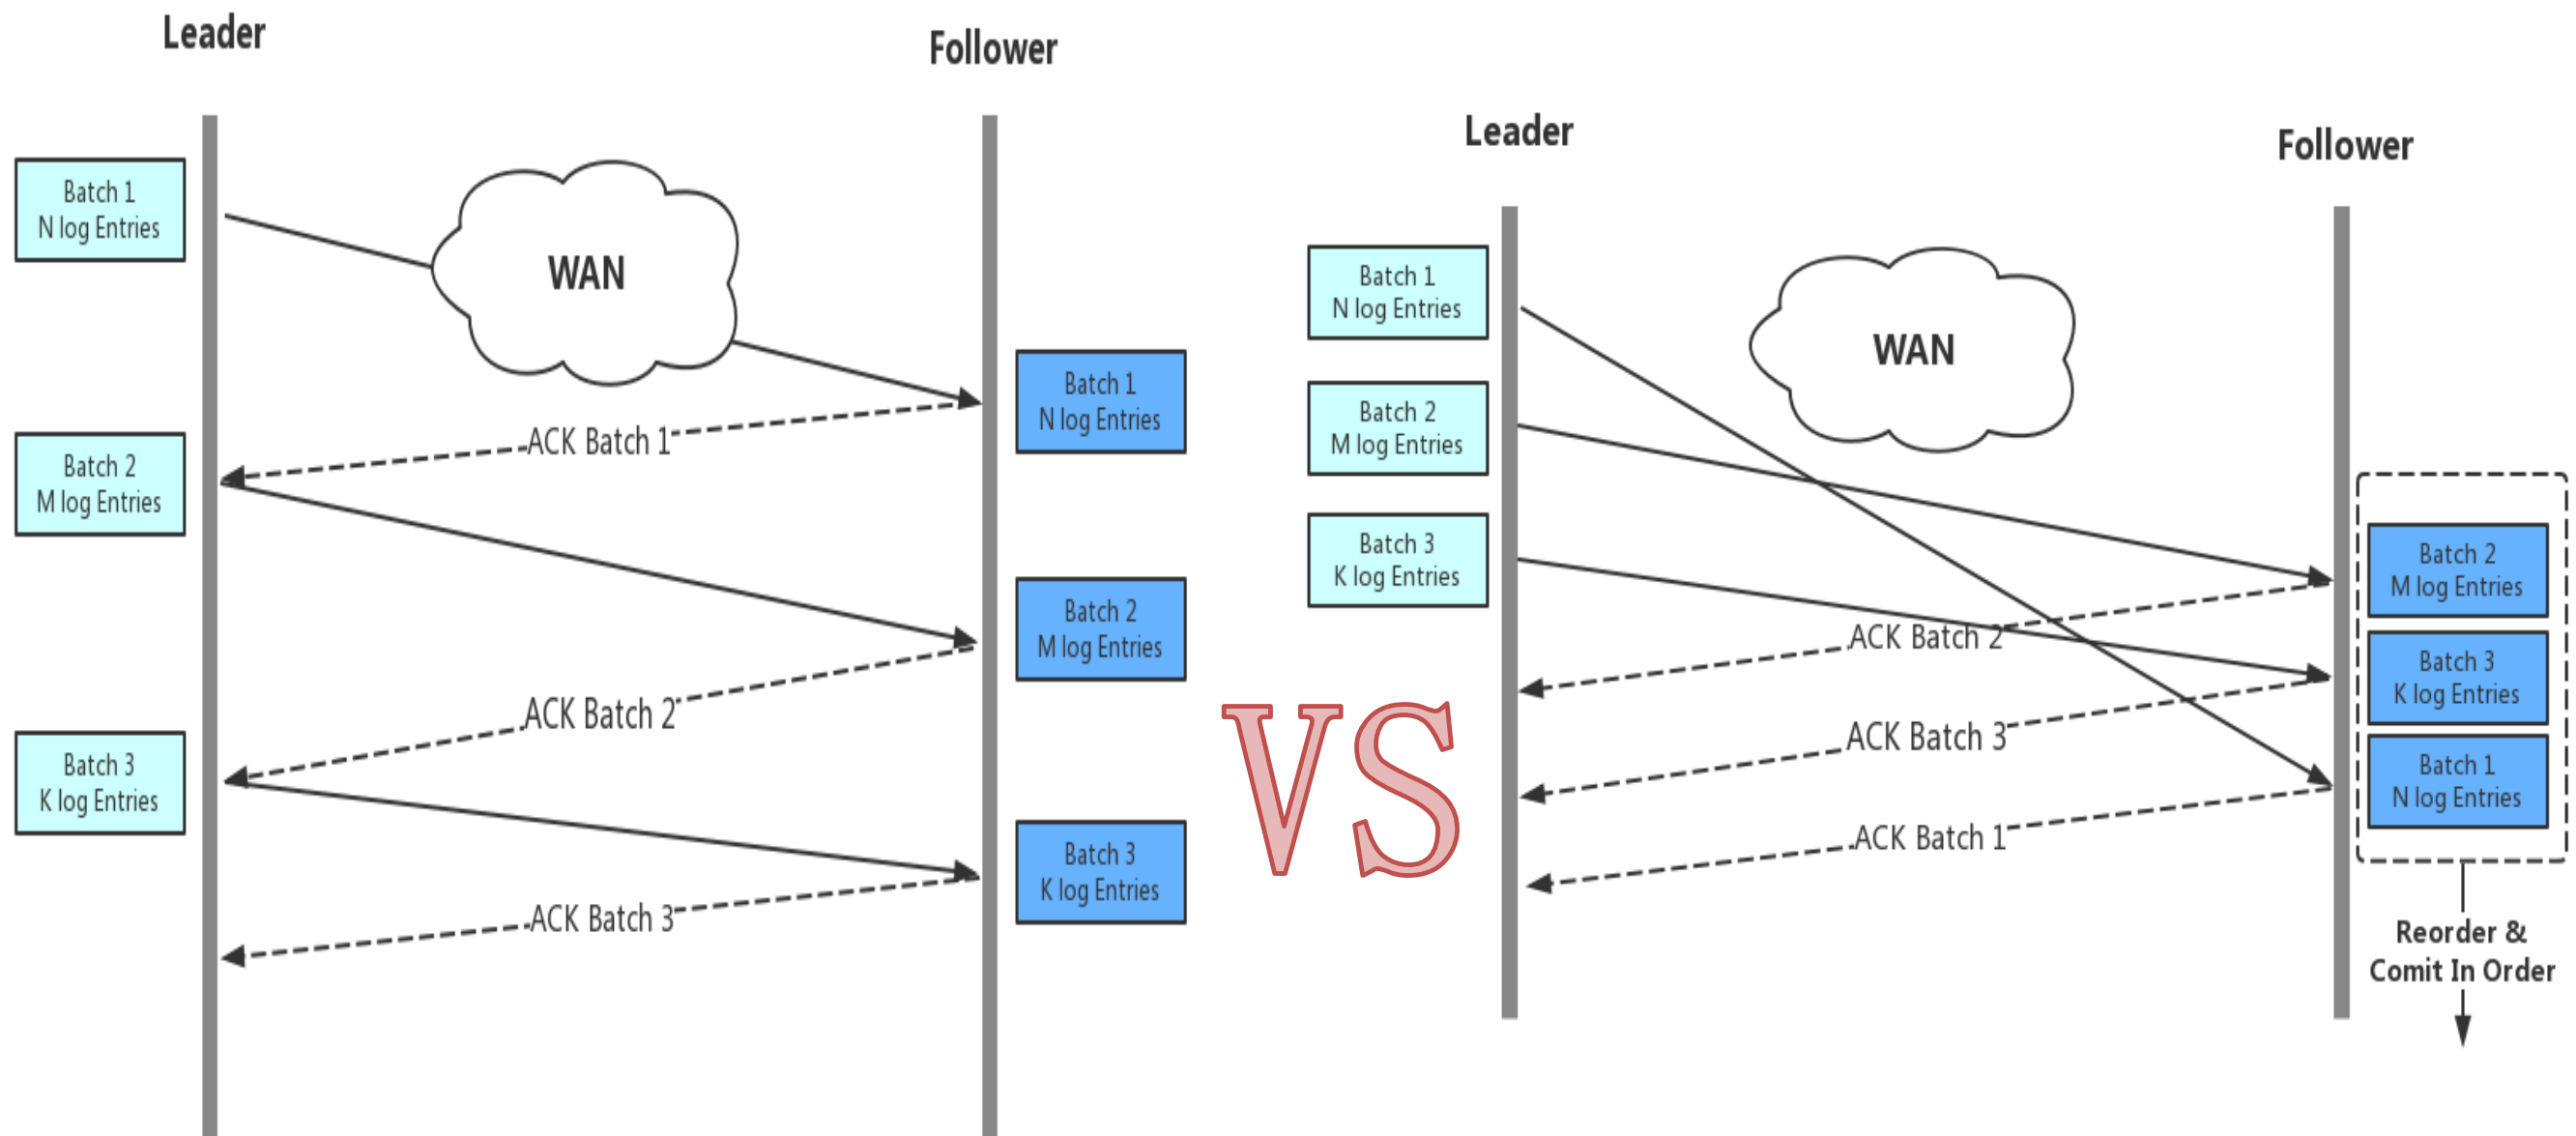 Leader
Follower
Batch 1
N log Entries
WAN
Batch 1
N log Entries
ACK Batch 1
Batch 2
M log Entries
Batch 2
M log Entries
ACK Batch 2
Batch 3
K log Entries
Batch 3
K log Entries
ACK Batch 3
VS
Leader
Follower
Batch 1
N log Entries
WAN
Batch 2
M log Entries
Batch 3
K log Entries
Batch 2
M log Entries
ACK Batch 2
Batch 3
K log Entries
ACK Batch 3
Batch 1
N log Entries
ACK Batch 1
Reorder &
Comit In Order